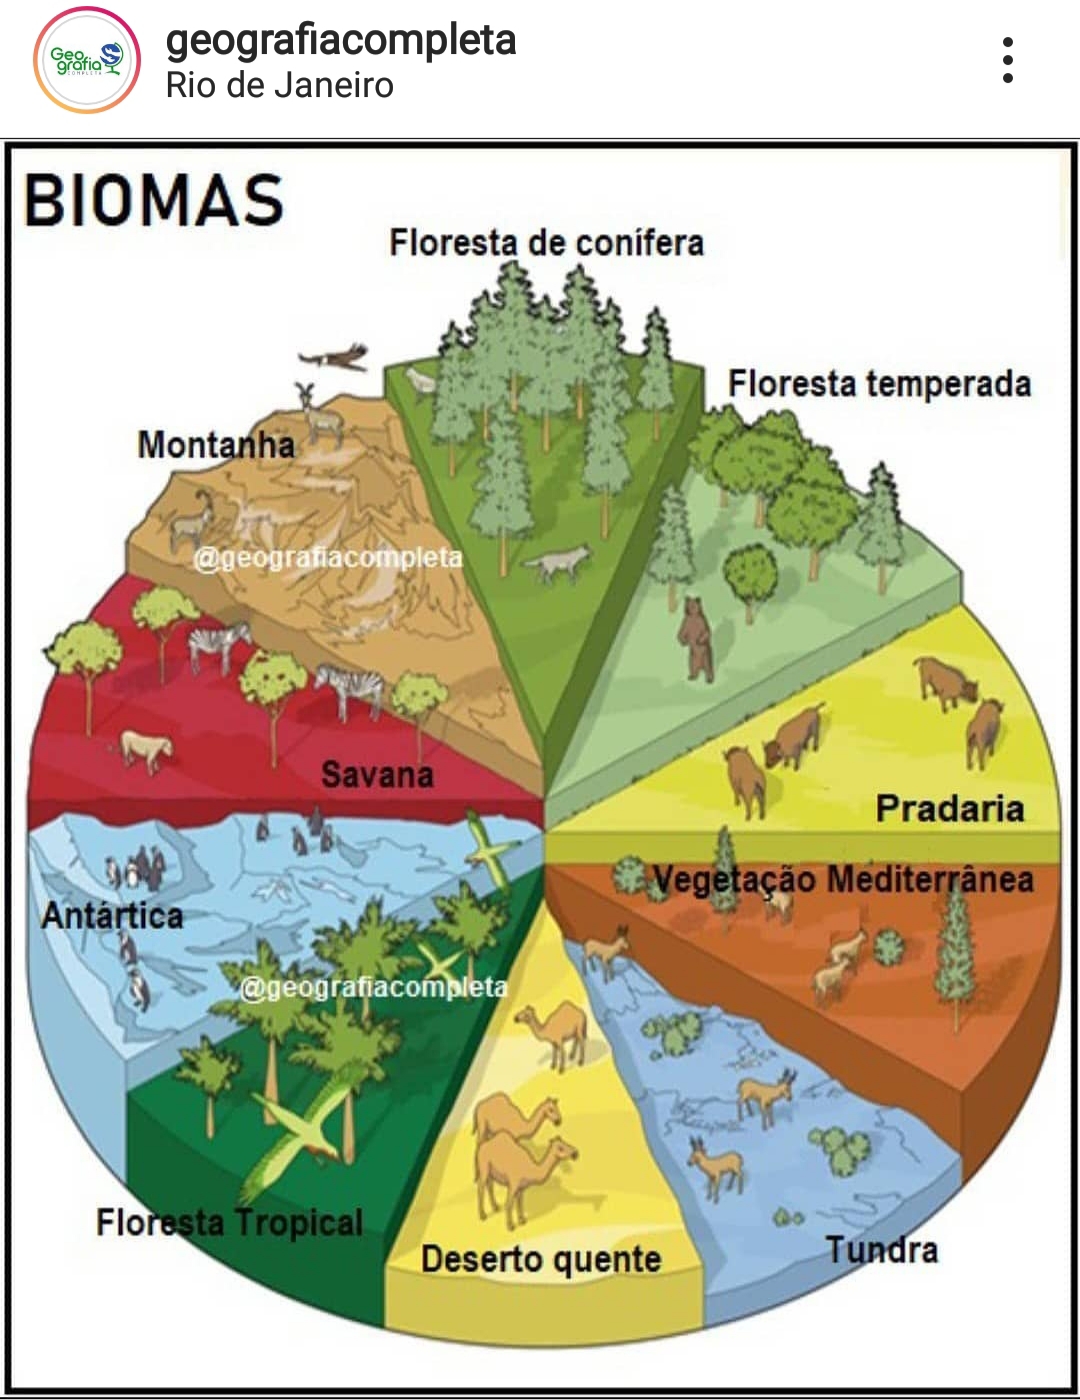 Geo
grafia
COMPLETA
geografiacompleta
Rio de Janeiro
BIOMAS
Floresta de conífera
Floresta temperada
Montanha
@geografiacompleta
Savana
Pradaria
Vegetação Mediterrânea
Antártica
@geografiacompleta
Floresta Tropical
Deserto quente
Tundra